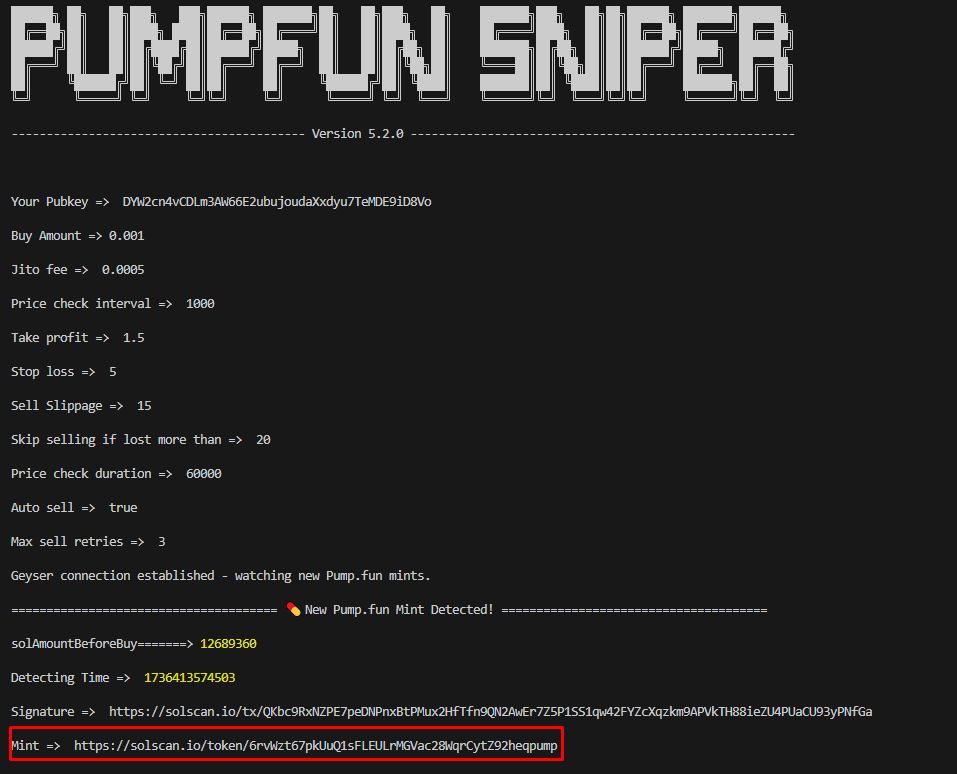 PUMPFUN SNIPER
----------------------------------------- Version 5.2.0 -------------------------------------------------------
Your Pubkey => DYW2cn4vCDLm3AW66E2ubujoudaXxdyu7TeMDE9iD8Vo
Buy Amount => 0.001
Jito fee => 0.0005
Price check interval => 1000
Take profit => 1.5
Stop loss => 5
Sell Slippage => 15
Skip selling if lost more than => 20
Price check duration => 60000
Auto sell => true
Max sell retries => 3
Geyser connection established - watching new Pump.fun mints.
====================================== 💊 New Pump.fun Mint Detected! ======================================
solAmountBeforeBuy=======> 12689360
Detecting Time => 1736413574503
Signature => https://solscan.io/tx/QKbc9RxNZPE7peDNPnxBtPMux2HfTfn9QN2AwEr7Z5P1SS1qw42FYZcXqzkm9APVkTH88ieZU4PUaCU93yPNfGa
Mint => https://solscan.io/token/6rvWzt67pkUuQ1sFLEULrMGVac28WqrCytZ92heqpump